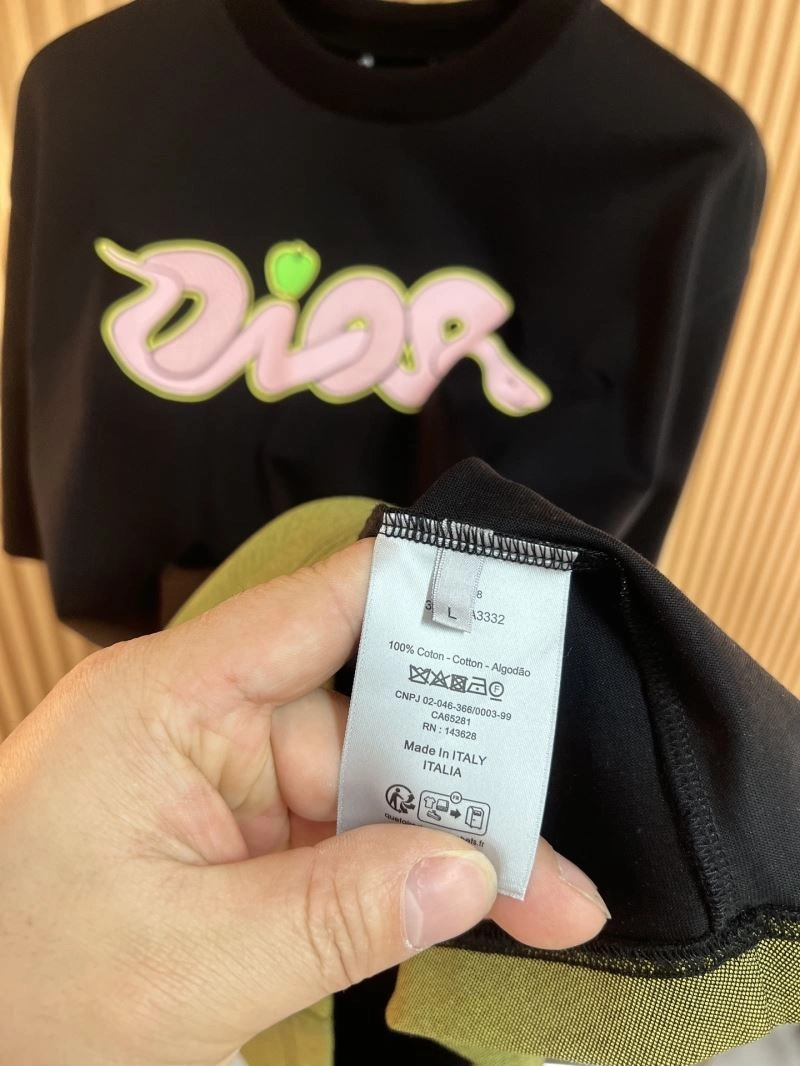 Dior
L
A3332
100% Coton - Cotton - Algodão
CNPJ 02-046-366/0003-99
CA65281
RN : 143628
Made In ITALY
ITALIA
FR